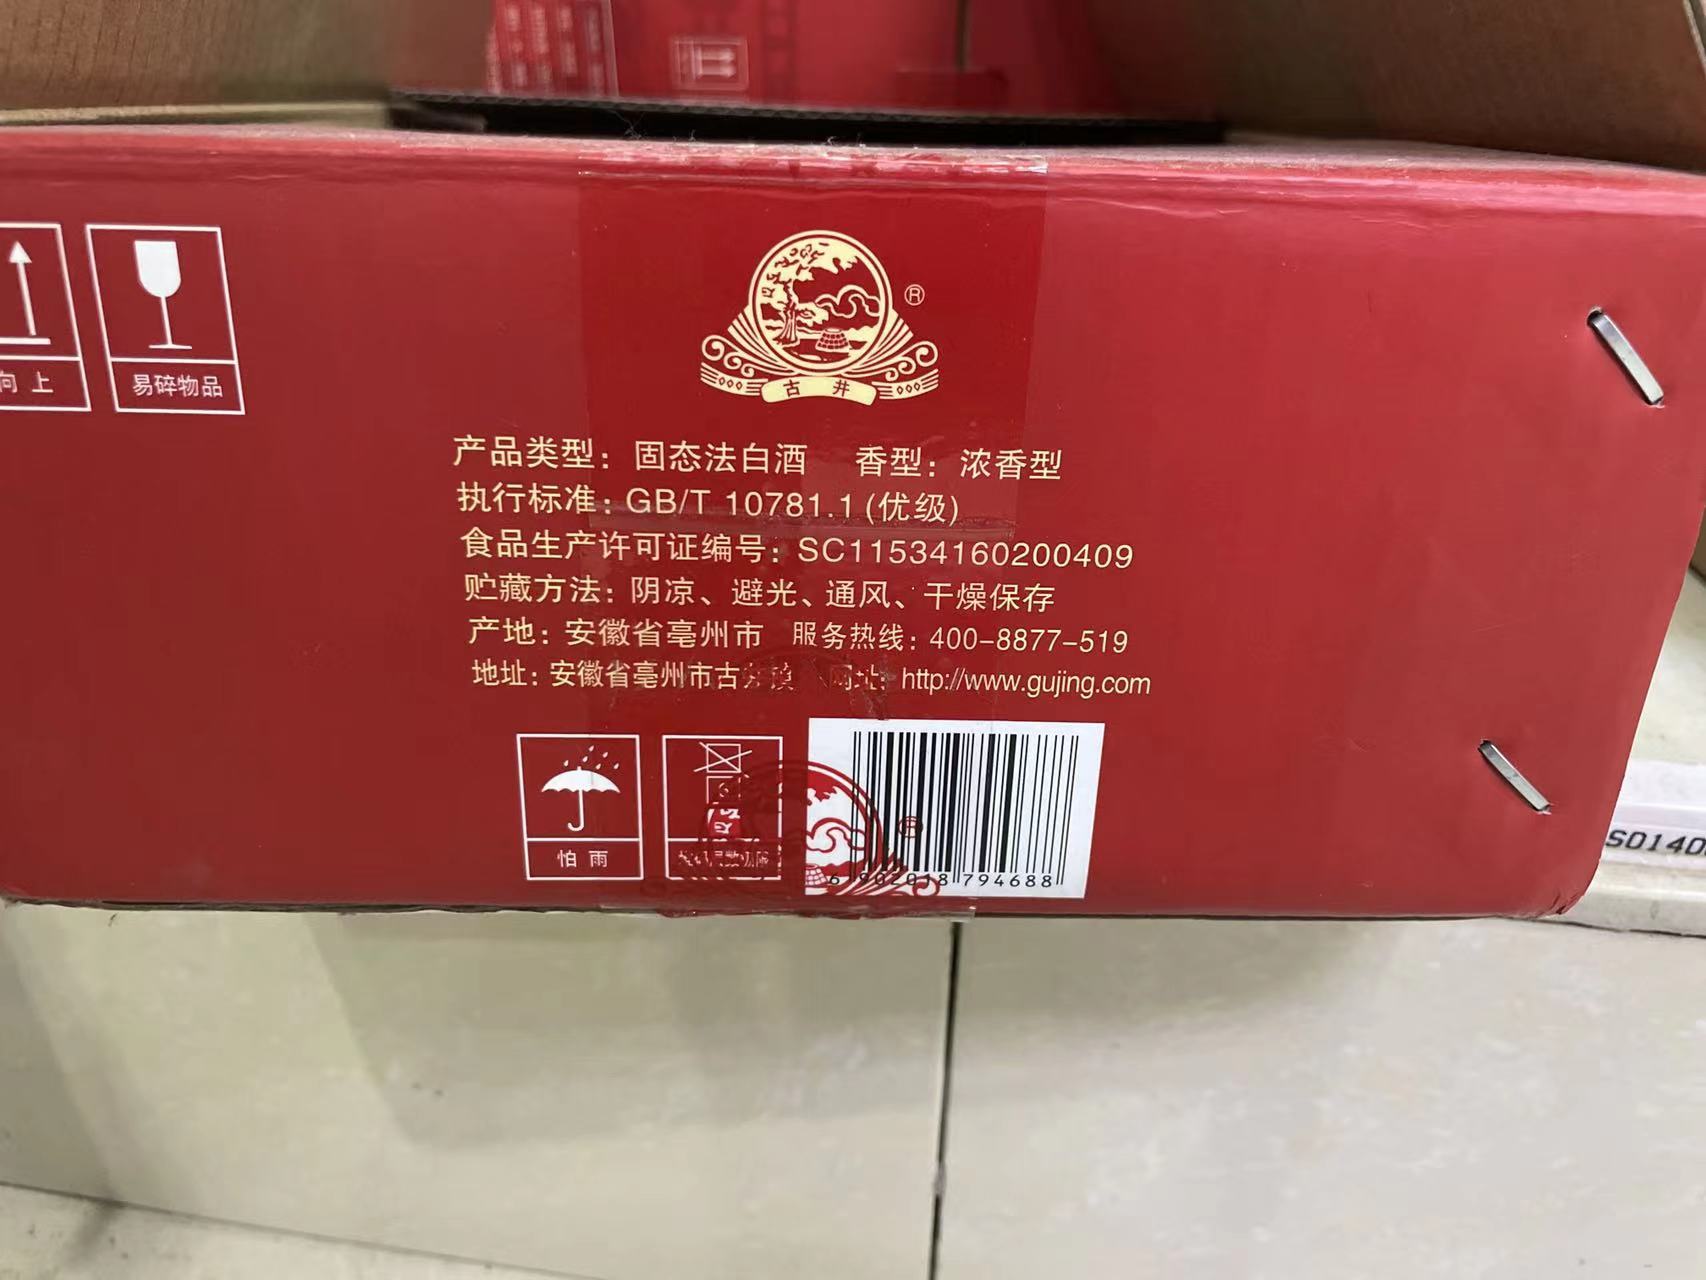 向上
易碎物品
古井
®
产品类型：固态法白酒 香型：浓香型
执行标准：GB/T 10781.1(优级)
食品生产许可证编号：SC11534160200409
贮藏方法：阴凉、避光、通风、干燥保存
产地：安徽省亳州市 服务热线：400-8877-519
地址：安徽省亳州市古井镇 网址：http://www.gujing.com
怕雨
®
6 902018 794688
S0140